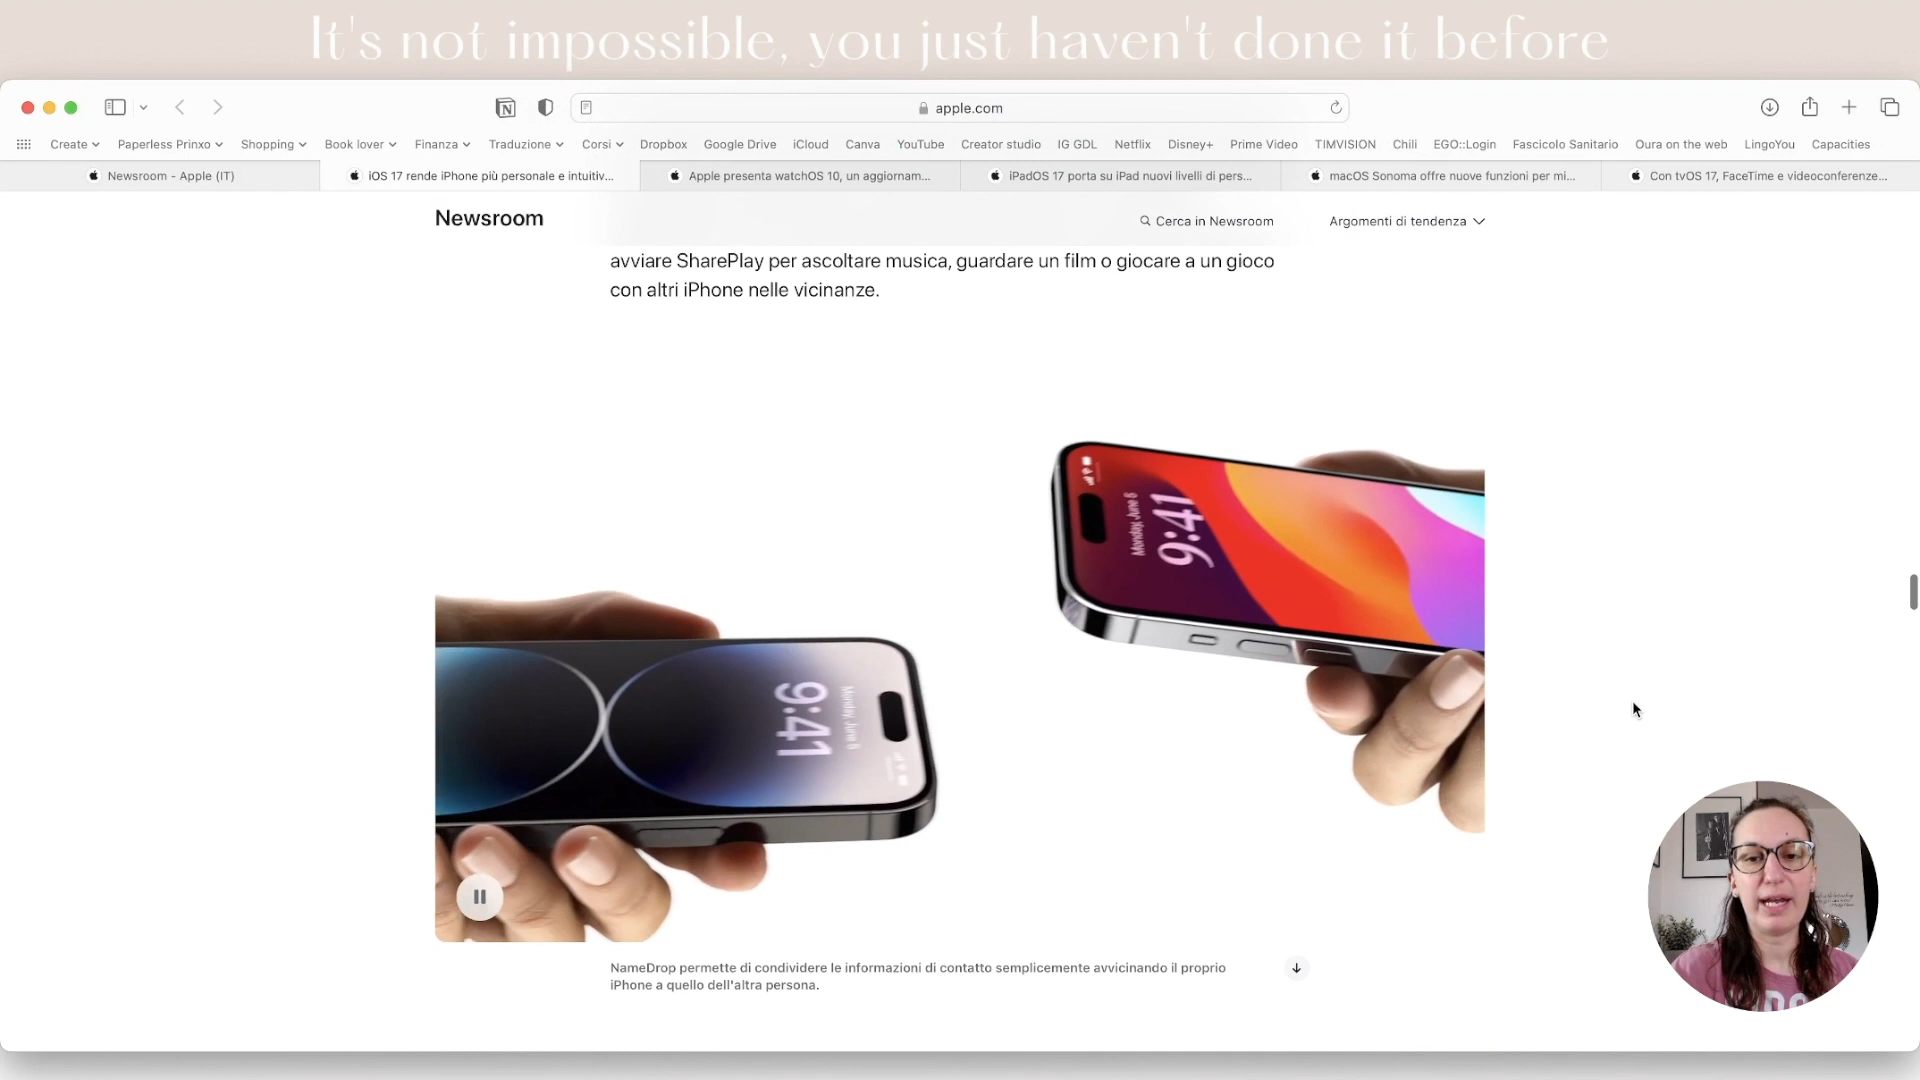 It's not impossible, you just haven't done it before
apple.com
Create Paperless Prinxo Shopping Book lover Finanza Traduzione Corsi Dropbox Google Drive iCloud Canva YouTube Creator studio IG GDL Netflix Disney+ Prime Video TIMVISION Chili EGO::Login Fascicolo Sanitario Oura on the web LingoYou Capacities
Newsroom - Apple (IT) iOS 17 rende iPhone più personale e intuitiv... Apple presenta watchOS 10, un aggiornam... iPadOS 17 porta su iPad nuovi livelli di pers... macOS Sonoma offre nuove funzioni per mi... Con tvOS 17, FaceTime e videoconferenze...
Newsroom Cerca in Newsroom Argomenti di tendenza
avviare SharePlay per ascoltare musica, guardare un film o giocare a un gioco
con altri iPhone nelle vicinanze.
Monday, June 5
9:41
9:41
Monday, June 5
NameDrop permette di condividere le informazioni di contatto semplicemente avvicinando il proprio
iPhone a quello dell'altra persona.